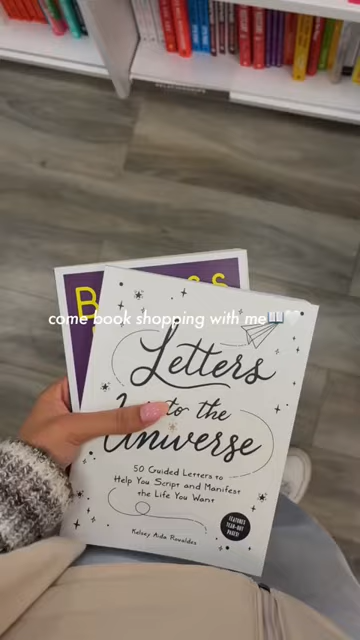 come book shopping with me📖🤍
Letters
to the
Universe
50 Guided Letters to
Help You Script and Manifest
the Life You Want
Kelsey Aida Roualdes
FEATURES
TEAR-OUT
PAGES!